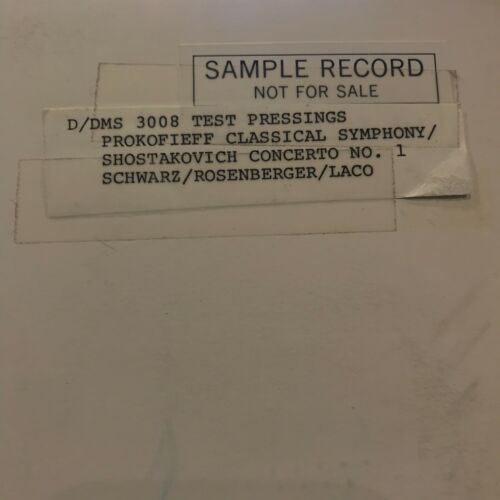 SAMPLE RECORD
NOT FOR SALE
D/DMS 3008 TEST PRESSINGS
PROKOFIEFF CLASSICAL SYMPHONY/
SHOSTAKOVICH CONCERTO NO. 1
SCHWARZ/ROSENBERGER/LACO